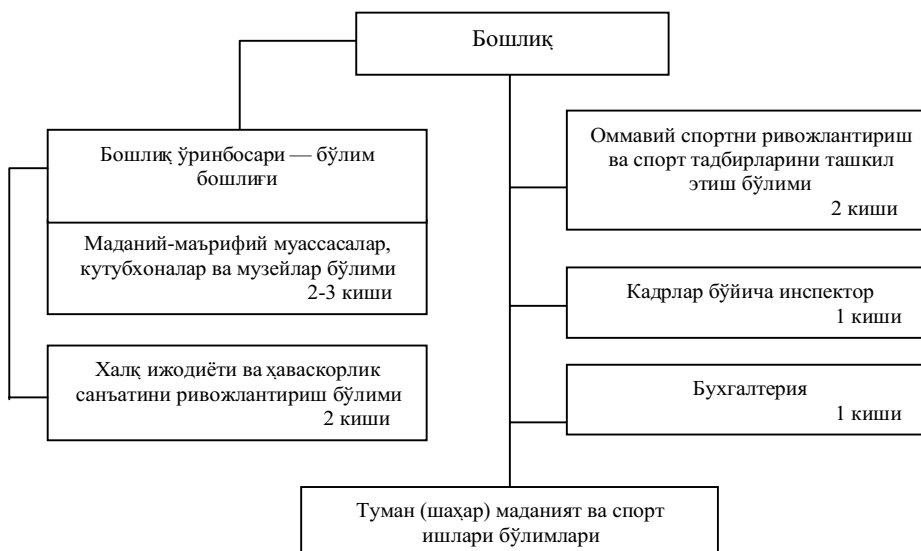 Бошлиқ
Бошлиқ ўринбосари — бўлим
бошлиғи
Маданий-маърифий муассасалар,
кутубхоналар ва музейлар бўлими
2-3 киши
Халқ ижодиёти ва ҳаваскорлик
санъатини ривожлантириш бўлими
2 киши
Оммавий спортни ривожлантириш
ва спорт тадбирларини ташкил
этиш бўлими
2 киши
Кадрлар бўйича инспектор
1 киши
Бухгалтерия
1 киши
Туман (шаҳар) маданият ва спорт
ишлари бўлимлари